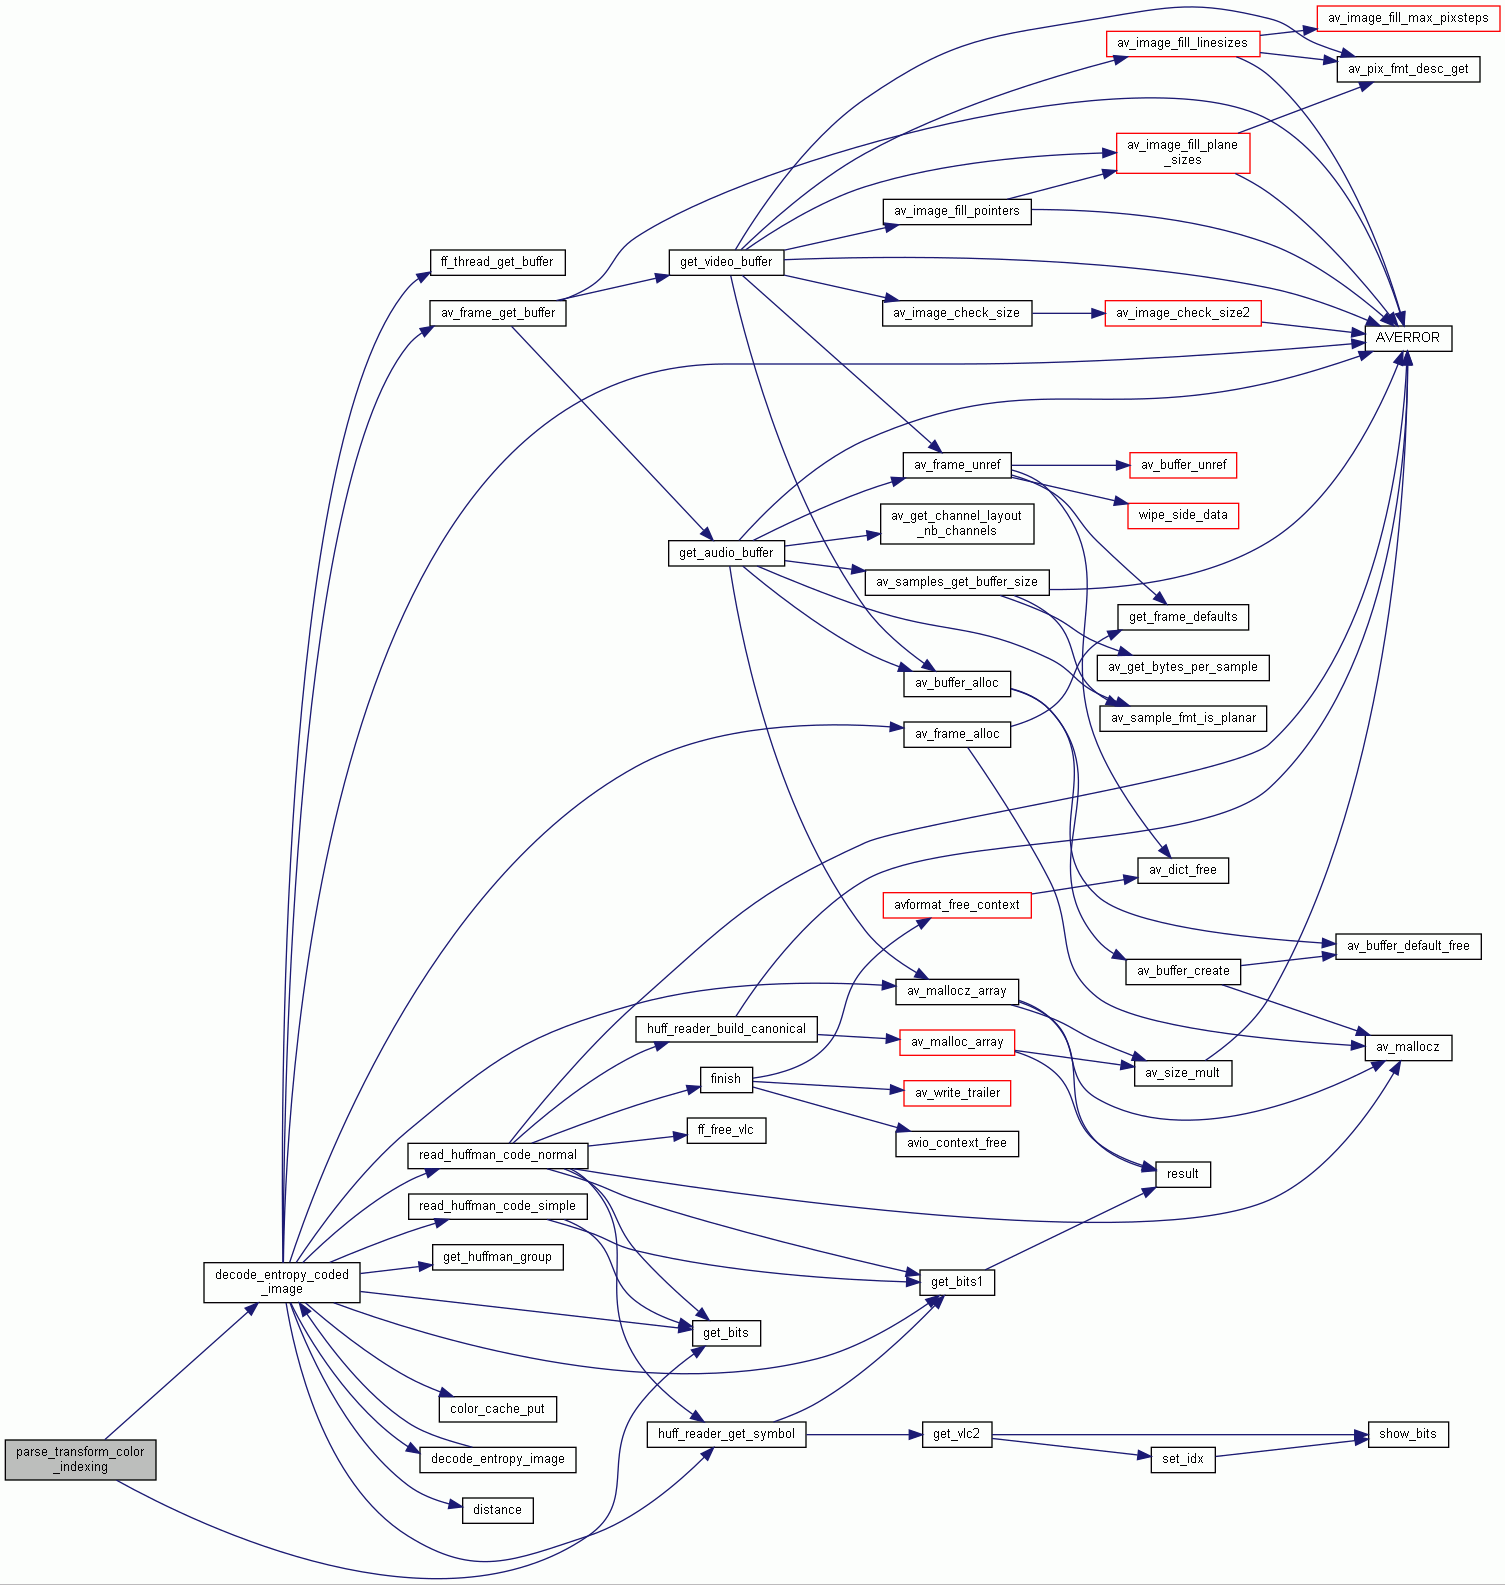 av_image_fill_max_pixsteps
av_image_fill_linesizes
av_pix_fmt_desc_get
av_image_fill_plane
_sizes
av_image_fill_pointers
ff_thread_get_buffer
get_video_buffer
av_frame_get_buffer
av_image_check_size
av_image_check_size2
AVERROR
av_frame_unref
av_buffer_unref
av_get_channel_layout
_nb_channels
wipe_side_data
get_audio_buffer
av_samples_get_buffer_size
get_frame_defaults
av_get_bytes_per_sample
av_buffer_alloc
av_sample_fmt_is_planar
av_frame_alloc
av_dict_free
avformat_free_context
av_buffer_default_free
av_buffer_create
av_mallocz_array
huff_reader_build_canonical
av_malloc_array
av_mallocz
finish
av_size_mult
av_write_trailer
ff_free_vlc
avio_context_free
read_huffman_code_normal
result
read_huffman_code_simple
get_huffman_group
decode_entropy_coded
_image
get_bits1
get_bits
color_cache_put
huff_reader_get_symbol
get_vlc2
show_bits
parse_transform_color
_indexing
decode_entropy_image
set_idx
distance